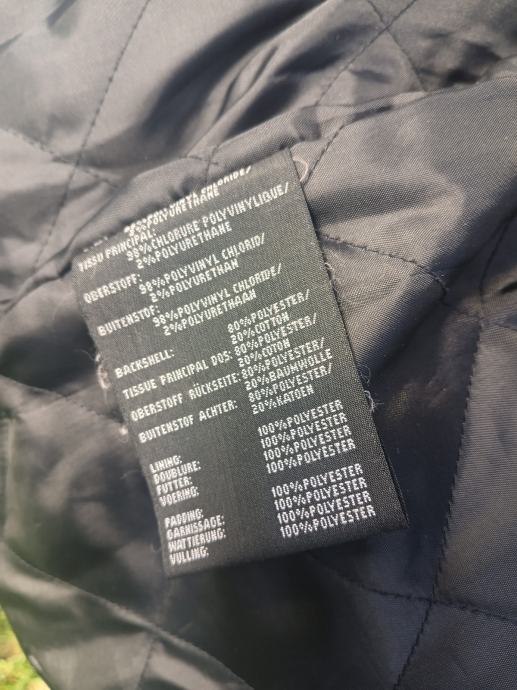 CHLORIDE/
2%POLYURETHANE
TISSU PRINCIPAL:
98%CHLORURE POLYVINYLIQUE/
2%POLYURETHANE
OBERSTOFF: 98%POLYVINYL CHLORID/
2%POLYURETHAN
BUITENSTOF: 98%POLYVINYL CHLORIDE/
2%POLYURETHAAN
BACKSHELL: 80%POLYESTER/
20%COTTON
TISSUE PRINCIPAL DOS: 80%POLYESTER/
20%COTON
OBERSTOFF RÜCKSEITE: 80%POLYESTER/
20%BAUMWOLLE
BUITENSTOF ACHTER: 80%POLYESTER/
20%KATOEN
LINING: 100%POLYESTER
DOUBLURE: 100%POLYESTER
FUTTER: 100%POLYESTER
VOERING: 100%POLYESTER
PADDING: 100%POLYESTER
GARNISSAGE: 100%POLYESTER
WATTIERUNG: 100%POLYESTER
VULLING: 100%POLYESTER